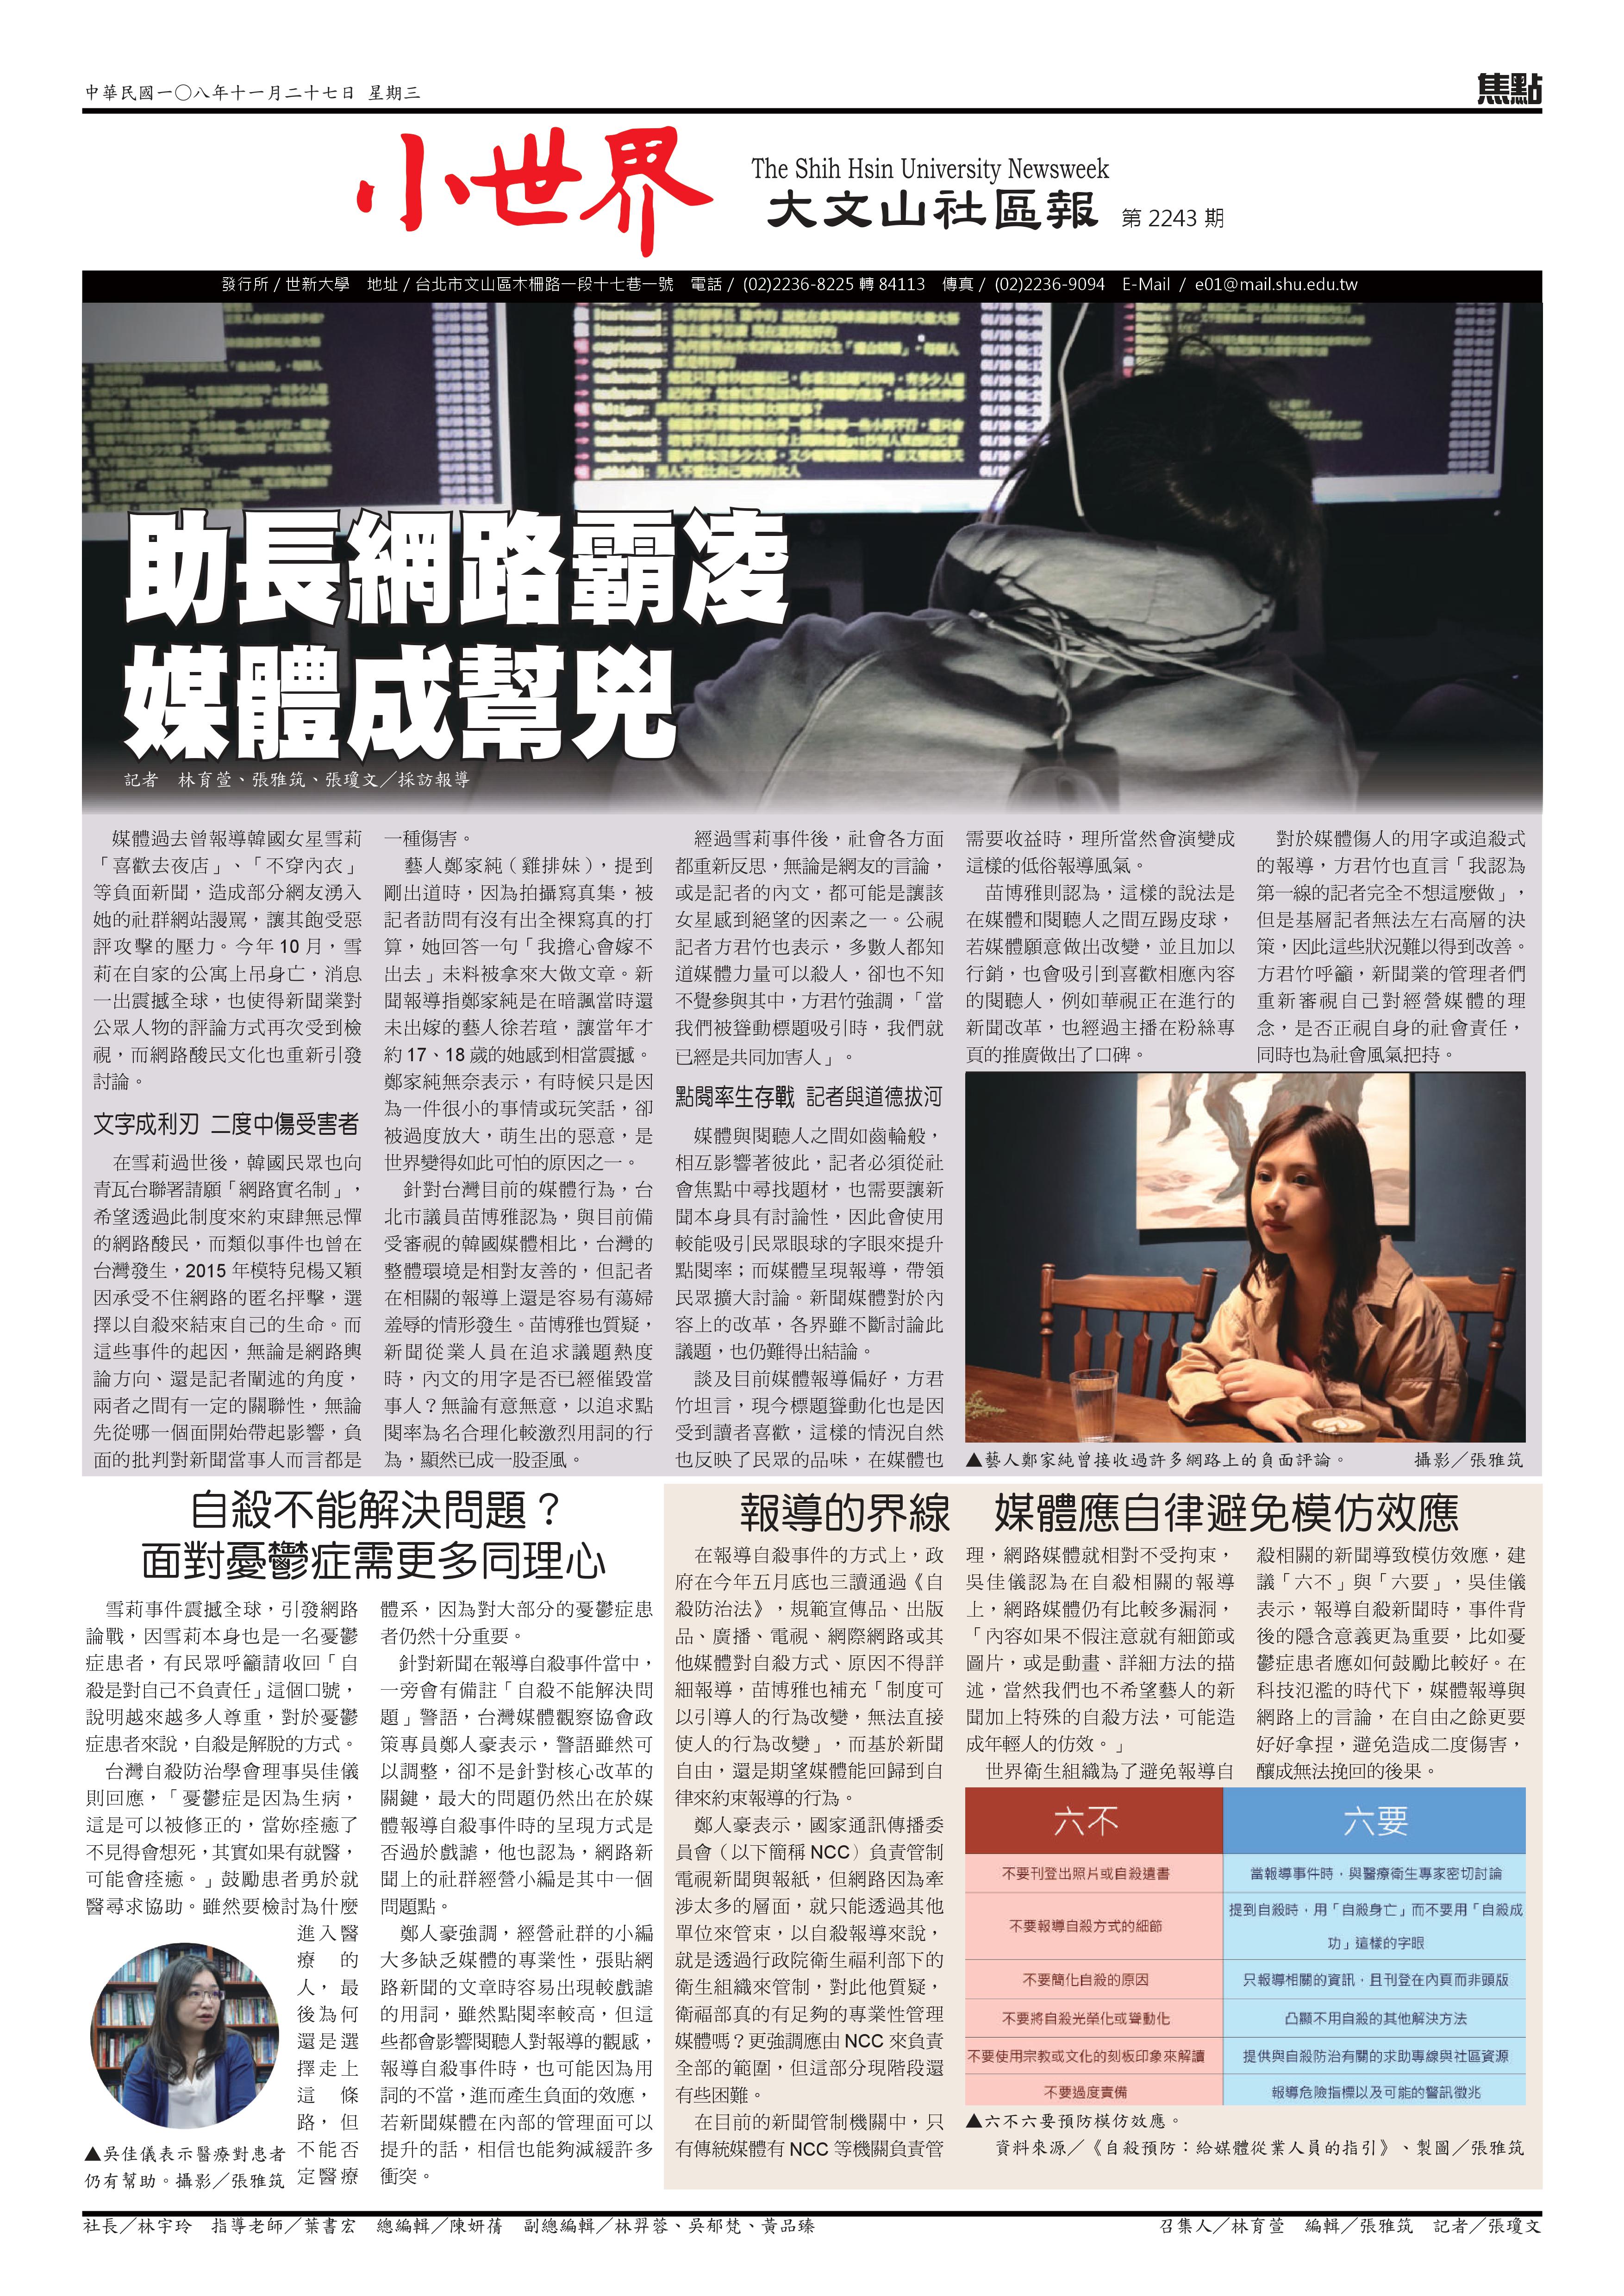 中華民國一〇八年十一月二十七日 星期三
焦點
小世界
The Shih Hsin University Newsweek
大文山社區報 第 2243 期
發行所 / 世新大學 地址 / 台北市文山區木柵路一段十七巷一號 電話 / (02)2236-8225 轉 84113 傳真 / (02)2236-9094 E-Mail / e01@mail.shu.edu.tw
助長網路霸凌
媒體成幫兇
記者 林育萱、張雅筑、張瓊文／採訪報導
媒體過去曾報導韓國女星雪莉
「喜歡去夜店」、「不穿內衣」
等負面新聞，造成部分網友湧入
她的社群網站謾罵，讓其飽受惡
評攻擊的壓力。今年 10 月，雪
莉在自家的公寓上吊身亡，消息
一出震撼全球，也使得新聞業對
公眾人物的評論方式再次受到檢
視，而網路酸民文化也重新引發
討論。
文字成利刃 二度中傷受害者
在雪莉過世後，韓國民眾也向
青瓦台聯署請願「網路實名制」，
希望透過此制度來約束肆無忌憚
的網路酸民，而類似事件也曾在
台灣發生，2015 年模特兒楊又穎
因承受不住網路的匿名抨擊，選
擇以自殺來結束自己的生命。而
這些事件的起因，無論是網路輿
論方向、還是記者闡述的角度，
兩者之間有一定的關聯性，無論
先從哪一個面開始帶起影響，負
面的批判對新聞當事人而言都是
一種傷害。
藝人鄭家純（雞排妹），提到
剛出道時，因為拍攝寫真集，被
記者訪問有沒有出全裸寫真的打
算，她回答一句「我擔心會嫁不
出去」未料被拿來大做文章。新
聞報導指鄭家純是在暗諷當時還
未出嫁的藝人徐若瑄，讓當年才
約 17、18 歲的她感到相當震撼。
鄭家純無奈表示，有時候只是因
為一件很小的事情或玩笑話，卻
被過度放大，萌生出的惡意，是
世界變得如此可怕的原因之一。
針對台灣目前的媒體行為，台
北市議員苗博雅認為，與目前備
受審視的韓國媒體相比，台灣的
整體環境是相對友善的，但記者
在相關的報導上還是容易有蕩婦
羞辱的情形發生。苗博雅也質疑，
新聞從業人員在追求議題熱度
時，內文的用字是否已經催毀當
事人？無論有意無意，以追求點
閱率為名合理化較激烈用詞的行
為，顯然已成一股歪風。
經過雪莉事件後，社會各方面
都重新反思，無論是網友的言論，
或是記者的內文，都可能是讓該
女星感到絕望的因素之一。公視
記者方君竹也表示，多數人都知
道媒體力量可以殺人，卻也不知
不覺參與其中，方君竹強調，「當
我們被聳動標題吸引時，我們就
已經是共同加害人」。
點閱率生存戰 記者與道德拔河
媒體與閱聽人之間如齒輪般，
相互影響著彼此，記者必須從社
會焦點中尋找題材，也需要讓新
聞本身具有討論性，因此會使用
較能吸引民眾眼球的字眼來提升
點閱率；而媒體呈現報導，帶領
民眾擴大討論。新聞媒體對於內
容上的改革，各界雖不斷討論此
議題，也仍難得出結論。
談及目前媒體報導偏好，方君
竹坦言，現今標題聳動化也是因
受到讀者喜歡，這樣的情況自然
也反映了民眾的品味，在媒體也
需要收益時，理所當然會演變成
這樣的低俗報導風氣。
苗博雅則認為，這樣的說法是
在媒體和閱聽人之間互踢皮球，
若媒體願意做出改變，並且加以
行銷，也會吸引到喜歡相應內容
的閱聽人，例如華視正在進行的
新聞改革，也經過主播在粉絲專
頁的推廣做出了口碑。
對於媒體傷人的用字或追殺式
的報導，方君竹也直言「我認為
第一線的記者完全不想這麼做」，
但是基層記者無法左右高層的決
策，因此這些狀況難以得到改善。
方君竹呼籲，新聞業的管理者們
重新審視自己對經營媒體的理
念，是否正視自身的社會責任，
同時也為社會風氣把持。
▲藝人鄭家純曾接收過許多網路上的負面評論。 攝影／張雅筑
自殺不能解決問題？
面對憂鬱症需更多同理心
雪莉事件震撼全球，引發網路
論戰，因雪莉本身也是一名憂鬱
症患者，有民眾呼籲請收回「自
殺是對自己不負責任」這個口號，
說明越來越多人尊重，對於憂鬱
症患者來說，自殺是解脫的方式。
台灣自殺防治學會理事吳佳儀
則回應，「憂鬱症是因為生病，
這是可以被修正的，當妳痊癒了
不見得會想死，其實如果有就醫，
可能會痊癒。」鼓勵患者勇於就
醫尋求協助。雖然要檢討為什麼
進入醫
療的
人，最
後為何
還是選
擇走上
這條
路，但
不能否
定醫療
▲吳佳儀表示醫療對患者
仍有幫助。攝影／張雅筑
體系，因為對大部分的憂鬱症患
者仍然十分重要。
針對新聞在報導自殺事件當中，
一旁會有備註「自殺不能解決問
題」警語，台灣媒體觀察協會政
策專員鄭人豪表示，警語雖然可
以調整，卻不是針對核心改革的
關鍵，最大的問題仍然出在於媒
體報導自殺事件時的呈現方式是
否過於戲謔，他也認為，網路新
聞上的社群經營小編是其中一個
問題點。
鄭人豪強調，經營社群的小編
大多缺乏媒體的專業性，張貼網
路新聞的文章時容易出現較戲謔
的用詞，雖然點閱率較高，但這
些都會影響閱聽人對報導的觀感，
報導自殺事件時，也可能因為用
詞的不當，進而產生負面的效應，
若新聞媒體在內部的管理面可以
提升的話，相信也能夠減緩許多
衝突。
報導的界線 媒體應自律避免模仿效應
在報導自殺事件的方式上，政
府在今年五月底也三讀通過《自
殺防治法》，規範宣傳品、出版
品、廣播、電視、網際網路或其
他媒體對自殺方式、原因不得詳
細報導，苗博雅也補充「制度可
以引導人的行為改變，無法直接
使人的行為改變」，而基於新聞
自由，還是期望媒體能回歸到自
律來約束報導的行為。
鄭人豪表示，國家通訊傳播委
員會（以下簡稱 NCC）負責管制
電視新聞與報紙，但網路因為牽
涉太多的層面，就只能透過其他
單位來管束，以自殺報導來說，
就是透過行政院衛生福利部下的
衛生組織來管制，對此他質疑，
衛福部真的有足夠的專業性管理
媒體嗎？更強調應由 NCC 來負責
全部的範圍，但這部分現階段還
有些困難。
在目前的新聞管制機關中，只
有傳統媒體有 NCC 等機關負責管
理，網路媒體就相對不受拘束，
吳佳儀認為在自殺相關的報導
上，網路媒體仍有比較多漏洞，
「內容如果不假注意就有細節或
圖片，或是動畫、詳細方法的描
述，當然我們也不希望藝人的新
聞加上特殊的自殺方法，可能造
成年輕人的仿效。」
世界衛生組織為了避免報導自
殺相關的新聞導致模仿效應，建
議「六不」與「六要」，吳佳儀
表示，報導自殺新聞時，事件背
後的隱含意義更為重要，比如憂
鬱症患者應如何鼓勵比較好。在
科技氾濫的時代下，媒體報導與
網路上的言論，在自由之餘更要
好好拿捏，避免造成二度傷害，
釀成無法挽回的後果。
六不 六要
不要刊登出照片或自殺遺書 當報導事件時，與醫療衛生專家密切討論
不要報導自殺方式的細節 提到自殺時，用「自殺身亡」而不要用「自殺成
功」這樣的字眼
不要簡化自殺的原因 只報導相關的資訊，且刊登在內頁而非頭版
不要將自殺光榮化或聳動化 凸顯不用自殺的其他解決方法
不要使用宗教或文化的刻板印象來解讀 提供與自殺防治有關的求助專線與社區資源
不要過度責備 報導危險指標以及可能的警訊徵兆
▲六不六要預防模仿效應。
資料來源／《自殺預防：給媒體從業人員的指引》、製圖／張雅筑
社長／林宇玲 指導老師／葉書宏 總編輯／陳妍蒨 副總編輯／林羿蓉、吳郁梵、黃品臻
召集人／林育萱 編輯／張雅筑 記者／張瓊文